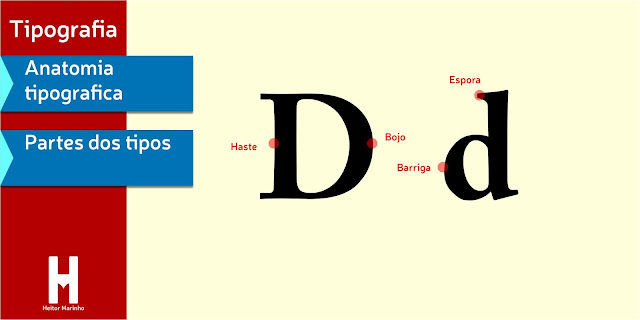 Tipografia
Anatomia
tipografica
Partes dos tipos
Espora
Haste
Bojo
Barriga
D d
H
Heitor Marinho